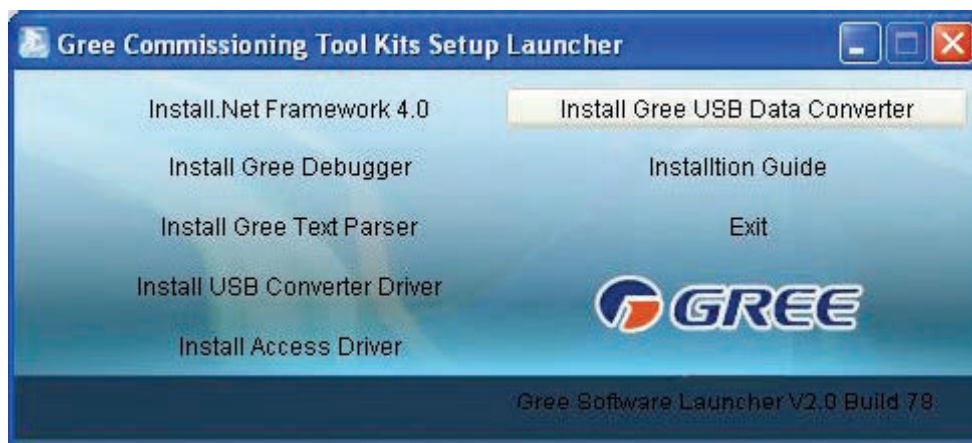 Gree Commissioning Tool Kits Setup Launcher
Install.Net Framework 4.0
Install Gree USB Data Converter
Install Gree Debugger
Installtion Guide
Install Gree Text Parser
Exit
Install USB Converter Driver
GREE
Install Access Driver
Gree Software Launcher V2.0 Build 78